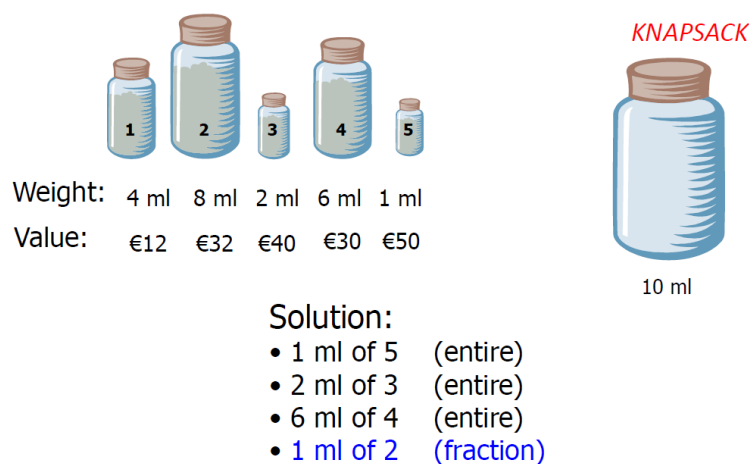 KNAPSACK
1 2 3 4 5
Weight: 4 ml 8 ml 2 ml 6 ml 1 ml
Value: €12 €32 €40 €30 €50
10 ml
Solution:
• 1 ml of 5 (entire)
• 2 ml of 3 (entire)
• 6 ml of 4 (entire)
• 1 ml of 2 (fraction)